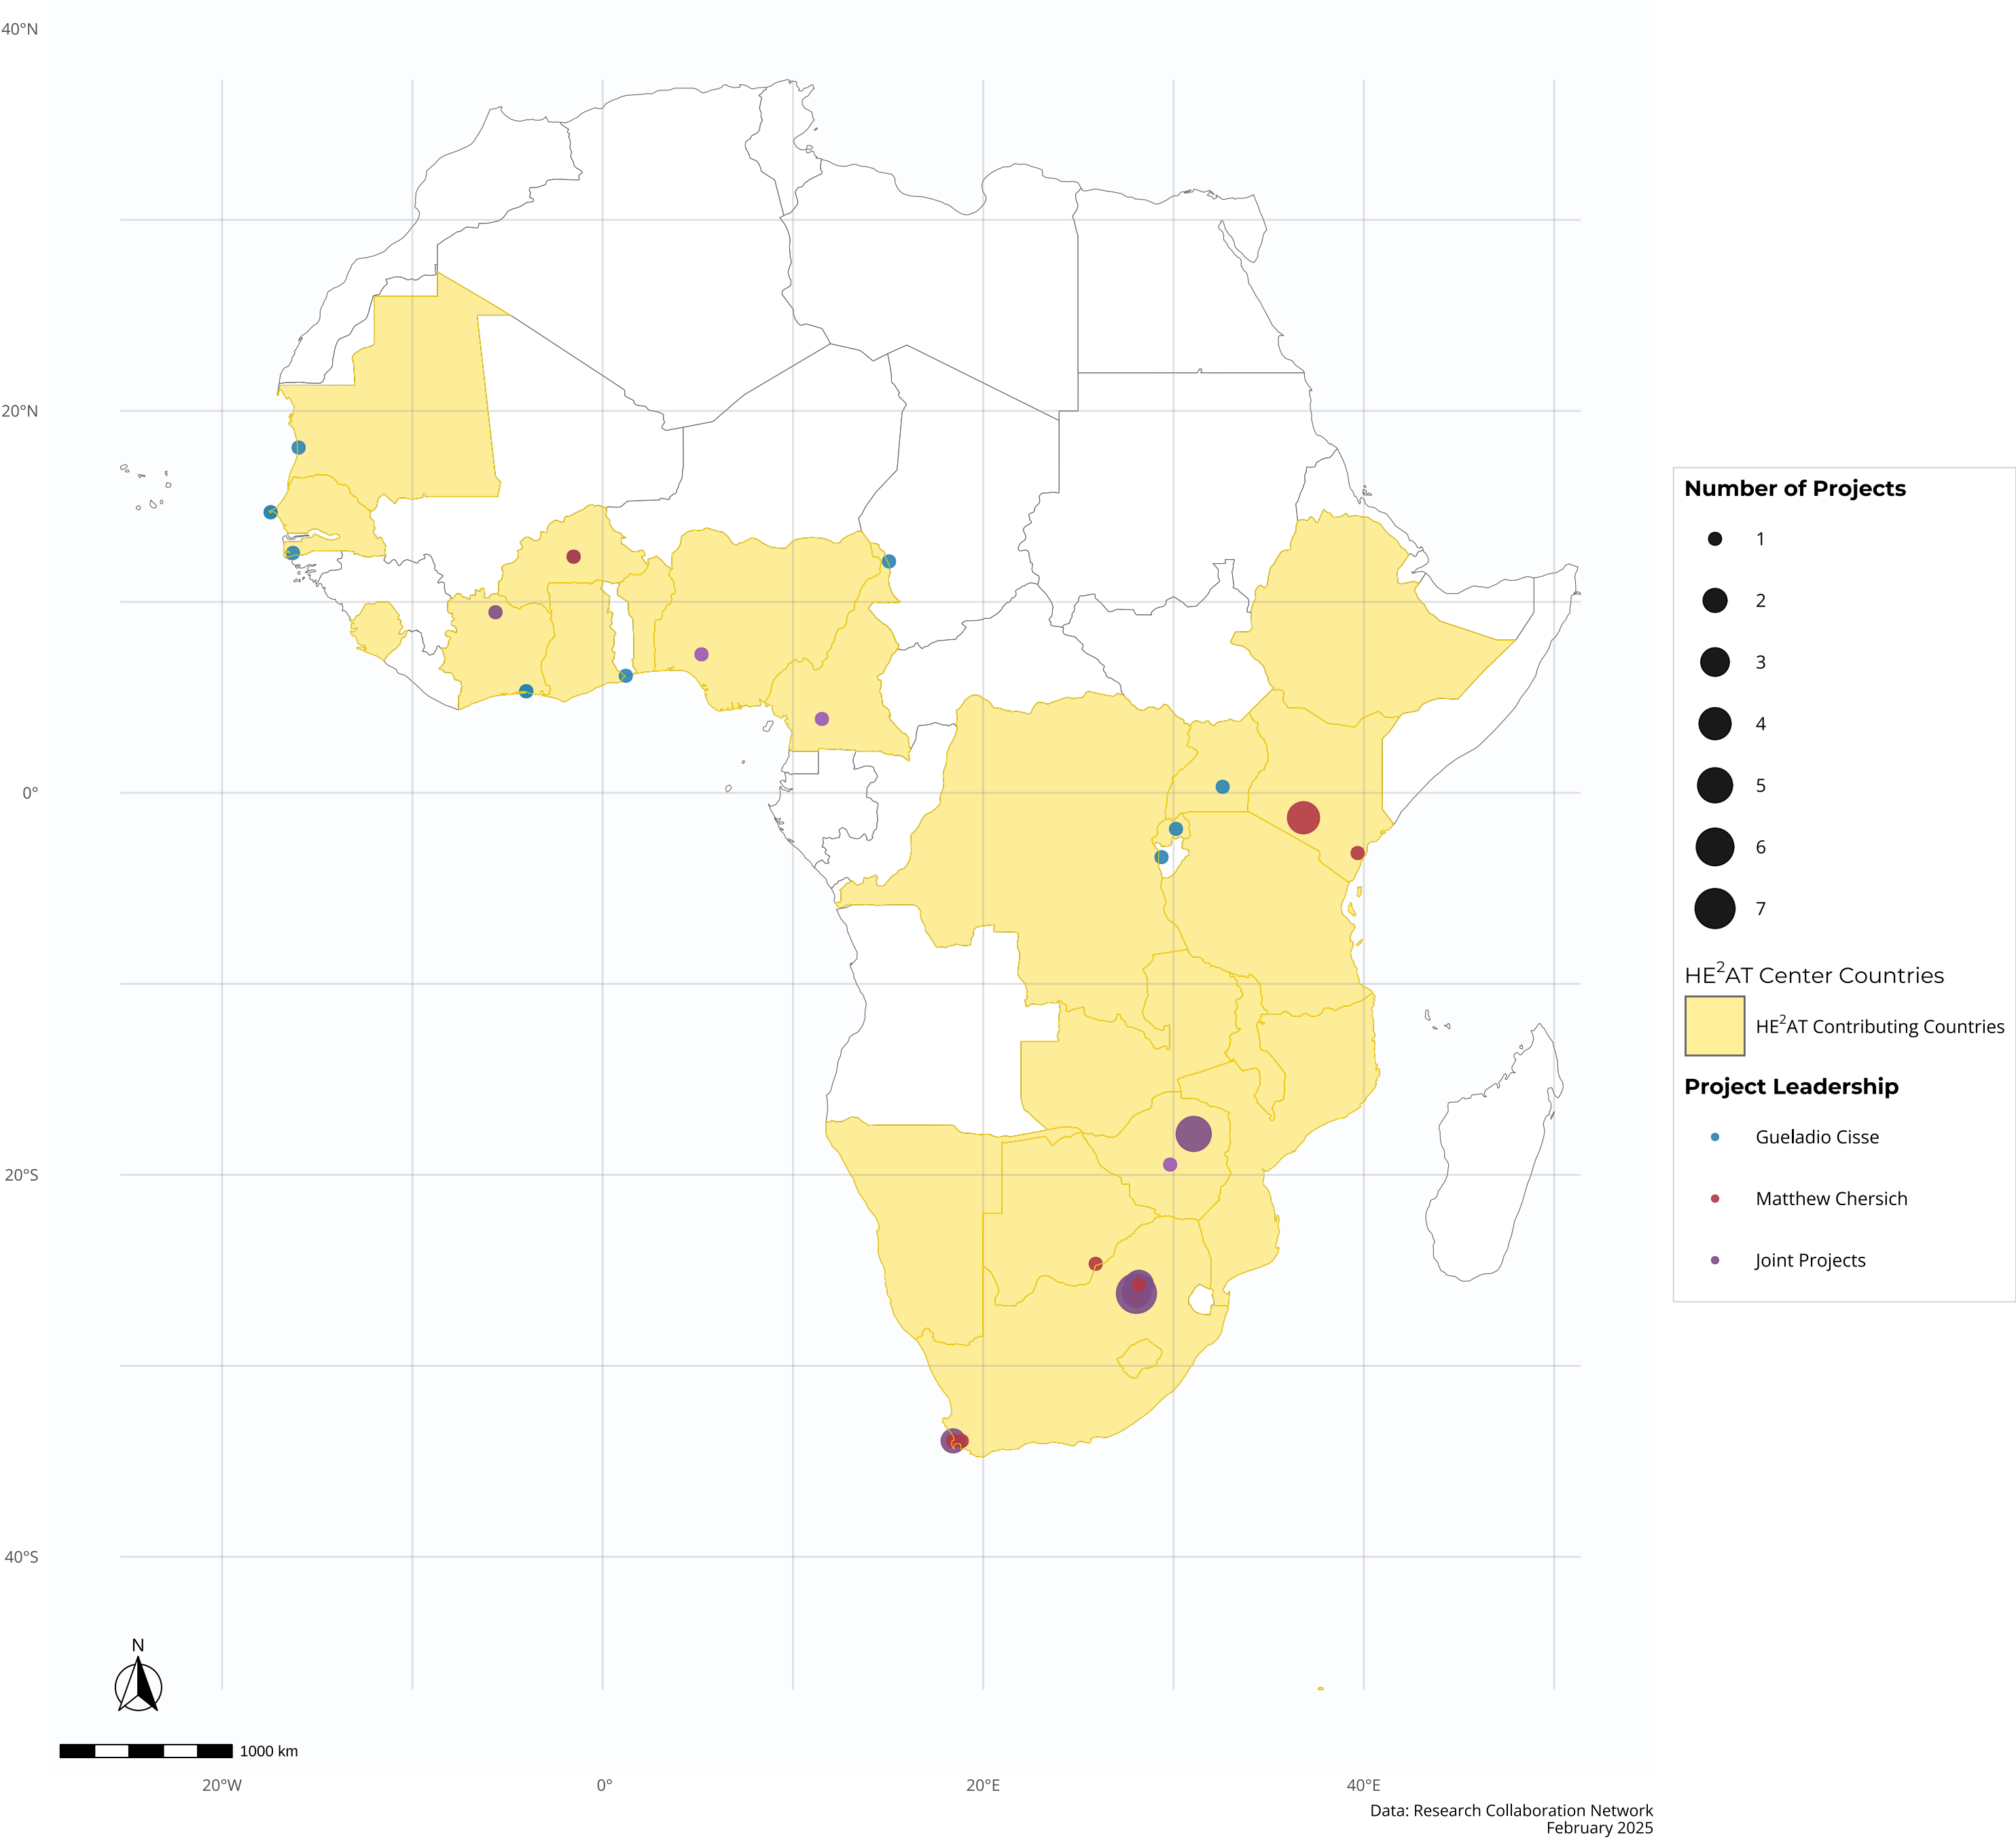 40°N
20°N
0°
20°S
40°S
20°W
0°
20°E
40°E
N
1000 km
Number of Projects
1
2
3
4
5
6
7
HE²AT Center Countries
HE²AT Contributing Countries
Project Leadership
Gueladio Cisse
Matthew Chersich
Joint Projects
Data: Research Collaboration Network
February 2025